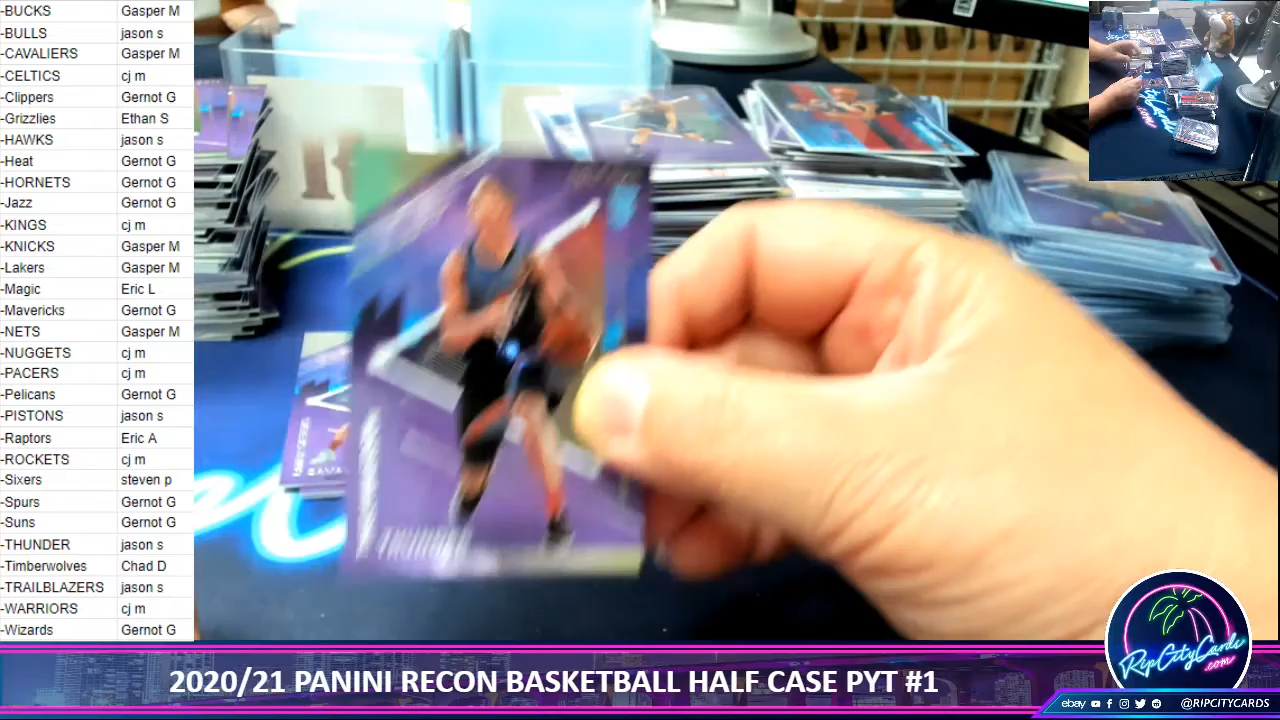 -BUCKS Gasper M
-BULLS jason s
-CAVALIERS Gasper M
-CELTICS cj m
-Clippers Gernot G
-Grizzlies Ethan S
-HAWKS jason s
-Heat Gernot G
-HORNETS Gernot G
-Jazz Gernot G
-KINGS cj m
-KNICKS Gasper M
-Lakers Gasper M
-Magic Eric L
-Mavericks Gernot G
-NETS Gasper M
-NUGGETS cj m
-PACERS cj m
-Pelicans Gernot G
-PISTONS jason s
-Raptors Eric A
-ROCKETS cj m
-Sixers steven p
-Spurs Gernot G
-Suns Gernot G
-THUNDER jason s
-Timberwolves Chad D
-TRAILBLAZERS jason s
-WARRIORS cj m
-Wizards Gernot G
RipCityCards
.com
2020/21 PANINI RECON BASKETBALL HALF CASE PYT #1
ebay @RIPCITYCARDS